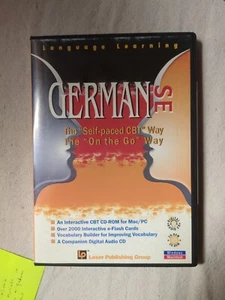 Language Learning
GERMAN SE
The "Self-paced CBT" Way
The "On the Go" Way
An Interactive CBT CD-ROM for Mac/PC
Over 2000 Interactive e-Flash Cards
Vocabulary Builder for Improving Vocabulary
A Companion Digital Audio CD
Publishing Group